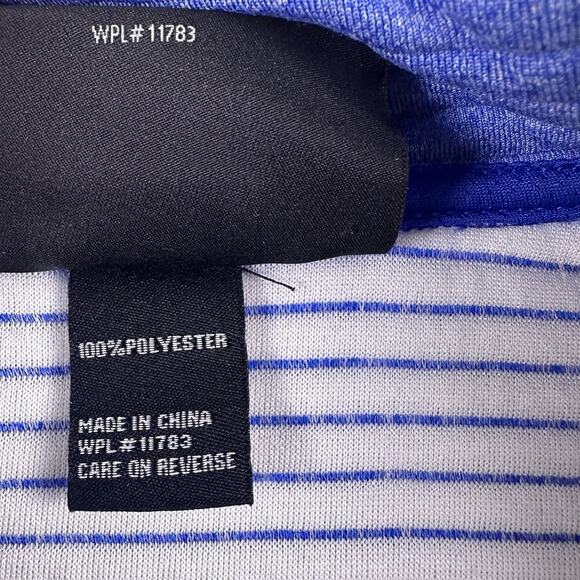 WPL#11783
100%POLYESTER
MADE IN CHINA
WPL#11783
CARE ON REVERSE